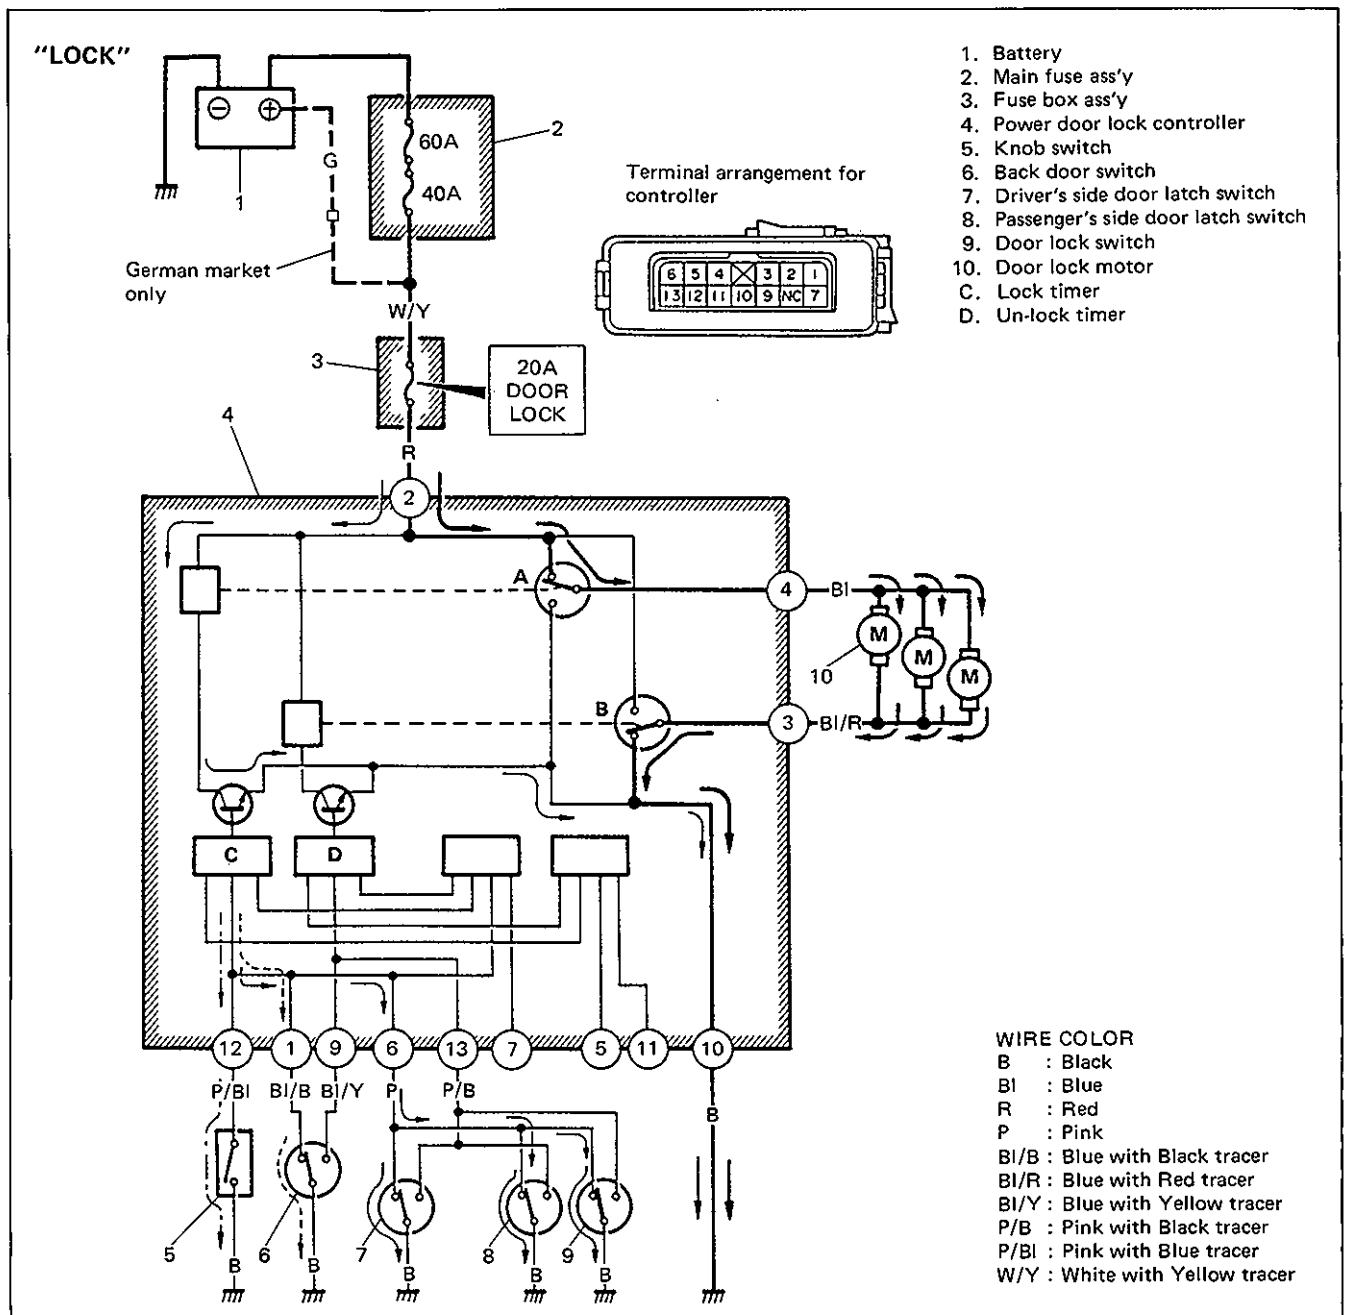 "LOCK"
1. Battery
2. Main fuse ass'y
3. Fuse box ass'y
4. Power door lock controller
5. Knob switch
6. Back door switch
7. Driver's side door latch switch
8. Passenger's side door latch switch
9. Door lock switch
10. Door lock motor
C. Lock timer
D. Un-lock timer
60A
2
40A
G
1
German market
only
W/Y
Terminal arrangement for
controller
6 5 4 3 2 1
13 12 11 10 9 NC 7
3
20A
DOOR
LOCK
4
R
2
A
4
Bl
M
M
M
10
B
3
Bl/R
C
D
12
1
9
6
13
7
5
11
10
P/Bl
Bl/B
Bl/Y
P
P/B
B
5
6
7
8
9
B
B
B
B
B
WIRE COLOR
B : Black
Bl : Blue
R : Red
P : Pink
Bl/B : Blue with Black tracer
Bl/R : Blue with Red tracer
Bl/Y : Blue with Yellow tracer
P/B : Pink with Black tracer
P/Bl : Pink with Blue tracer
W/Y : White with Yellow tracer